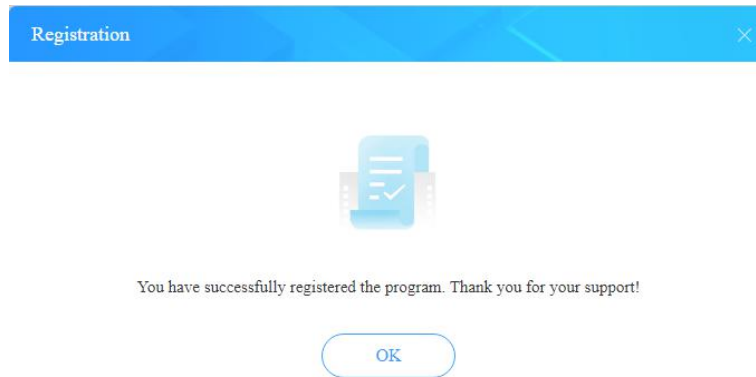 Registration
You have successfully registered the program. Thank you for your support!
OK